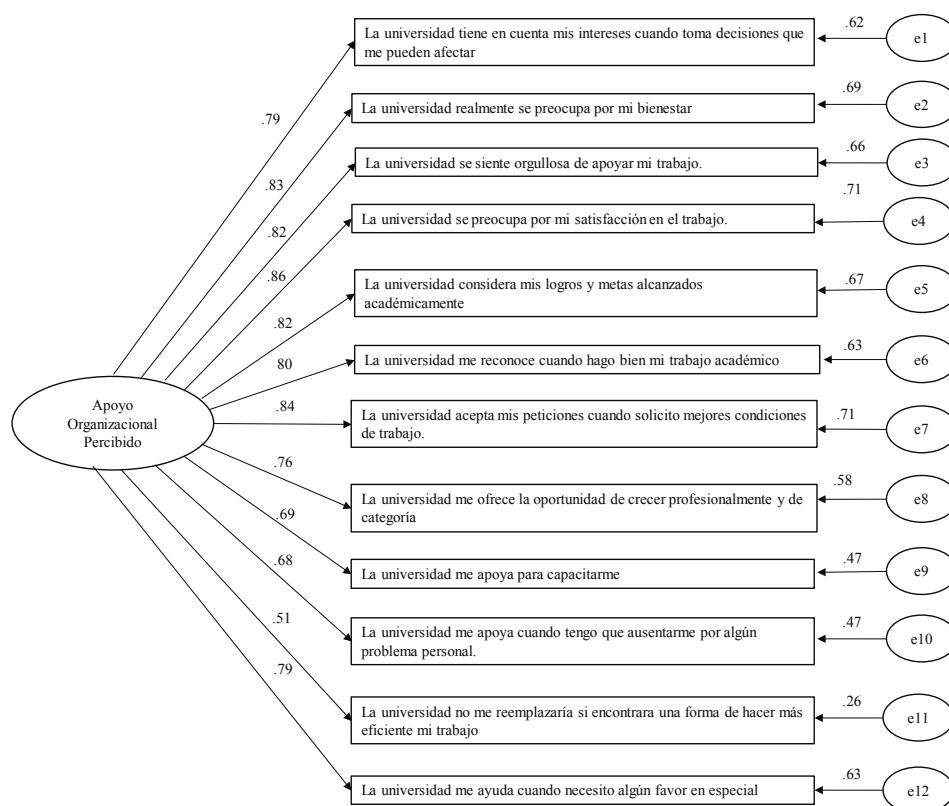 .62
La universidad tiene en cuenta mis intereses cuando toma decisiones que
me pueden afectar
e1
.79
.69
La universidad realmente se preocupa por mi bienestar
e2
.83
.66
La universidad se siente orgullosa de apoyar mi trabajo.
e3
.82
.71
La universidad se preocupa por mi satisfacción en el trabajo.
e4
.86
.67
La universidad considera mis logros y metas alcanzados
académicamente
e5
.82
.63
La universidad me reconoce cuando hago bien mi trabajo académico
e6
80
Apoyo
Organizacional
Percibido
.84
.71
La universidad acepta mis peticiones cuando solicito mejores condiciones
de trabajo.
e7
.76
.58
La universidad me ofrece la oportunidad de crecer profesionalmente y de
categoría
e8
.69
.47
La universidad me apoya para capacitarme
e9
.68
.47
La universidad me apoya cuando tengo que ausentarme por algún
problema personal.
e10
.51
.26
La universidad no me reemplazaría si encontrara una forma de hacer más
eficiente mi trabajo
e11
.79
.63
La universidad me ayuda cuando necesito algún favor en especial
e12